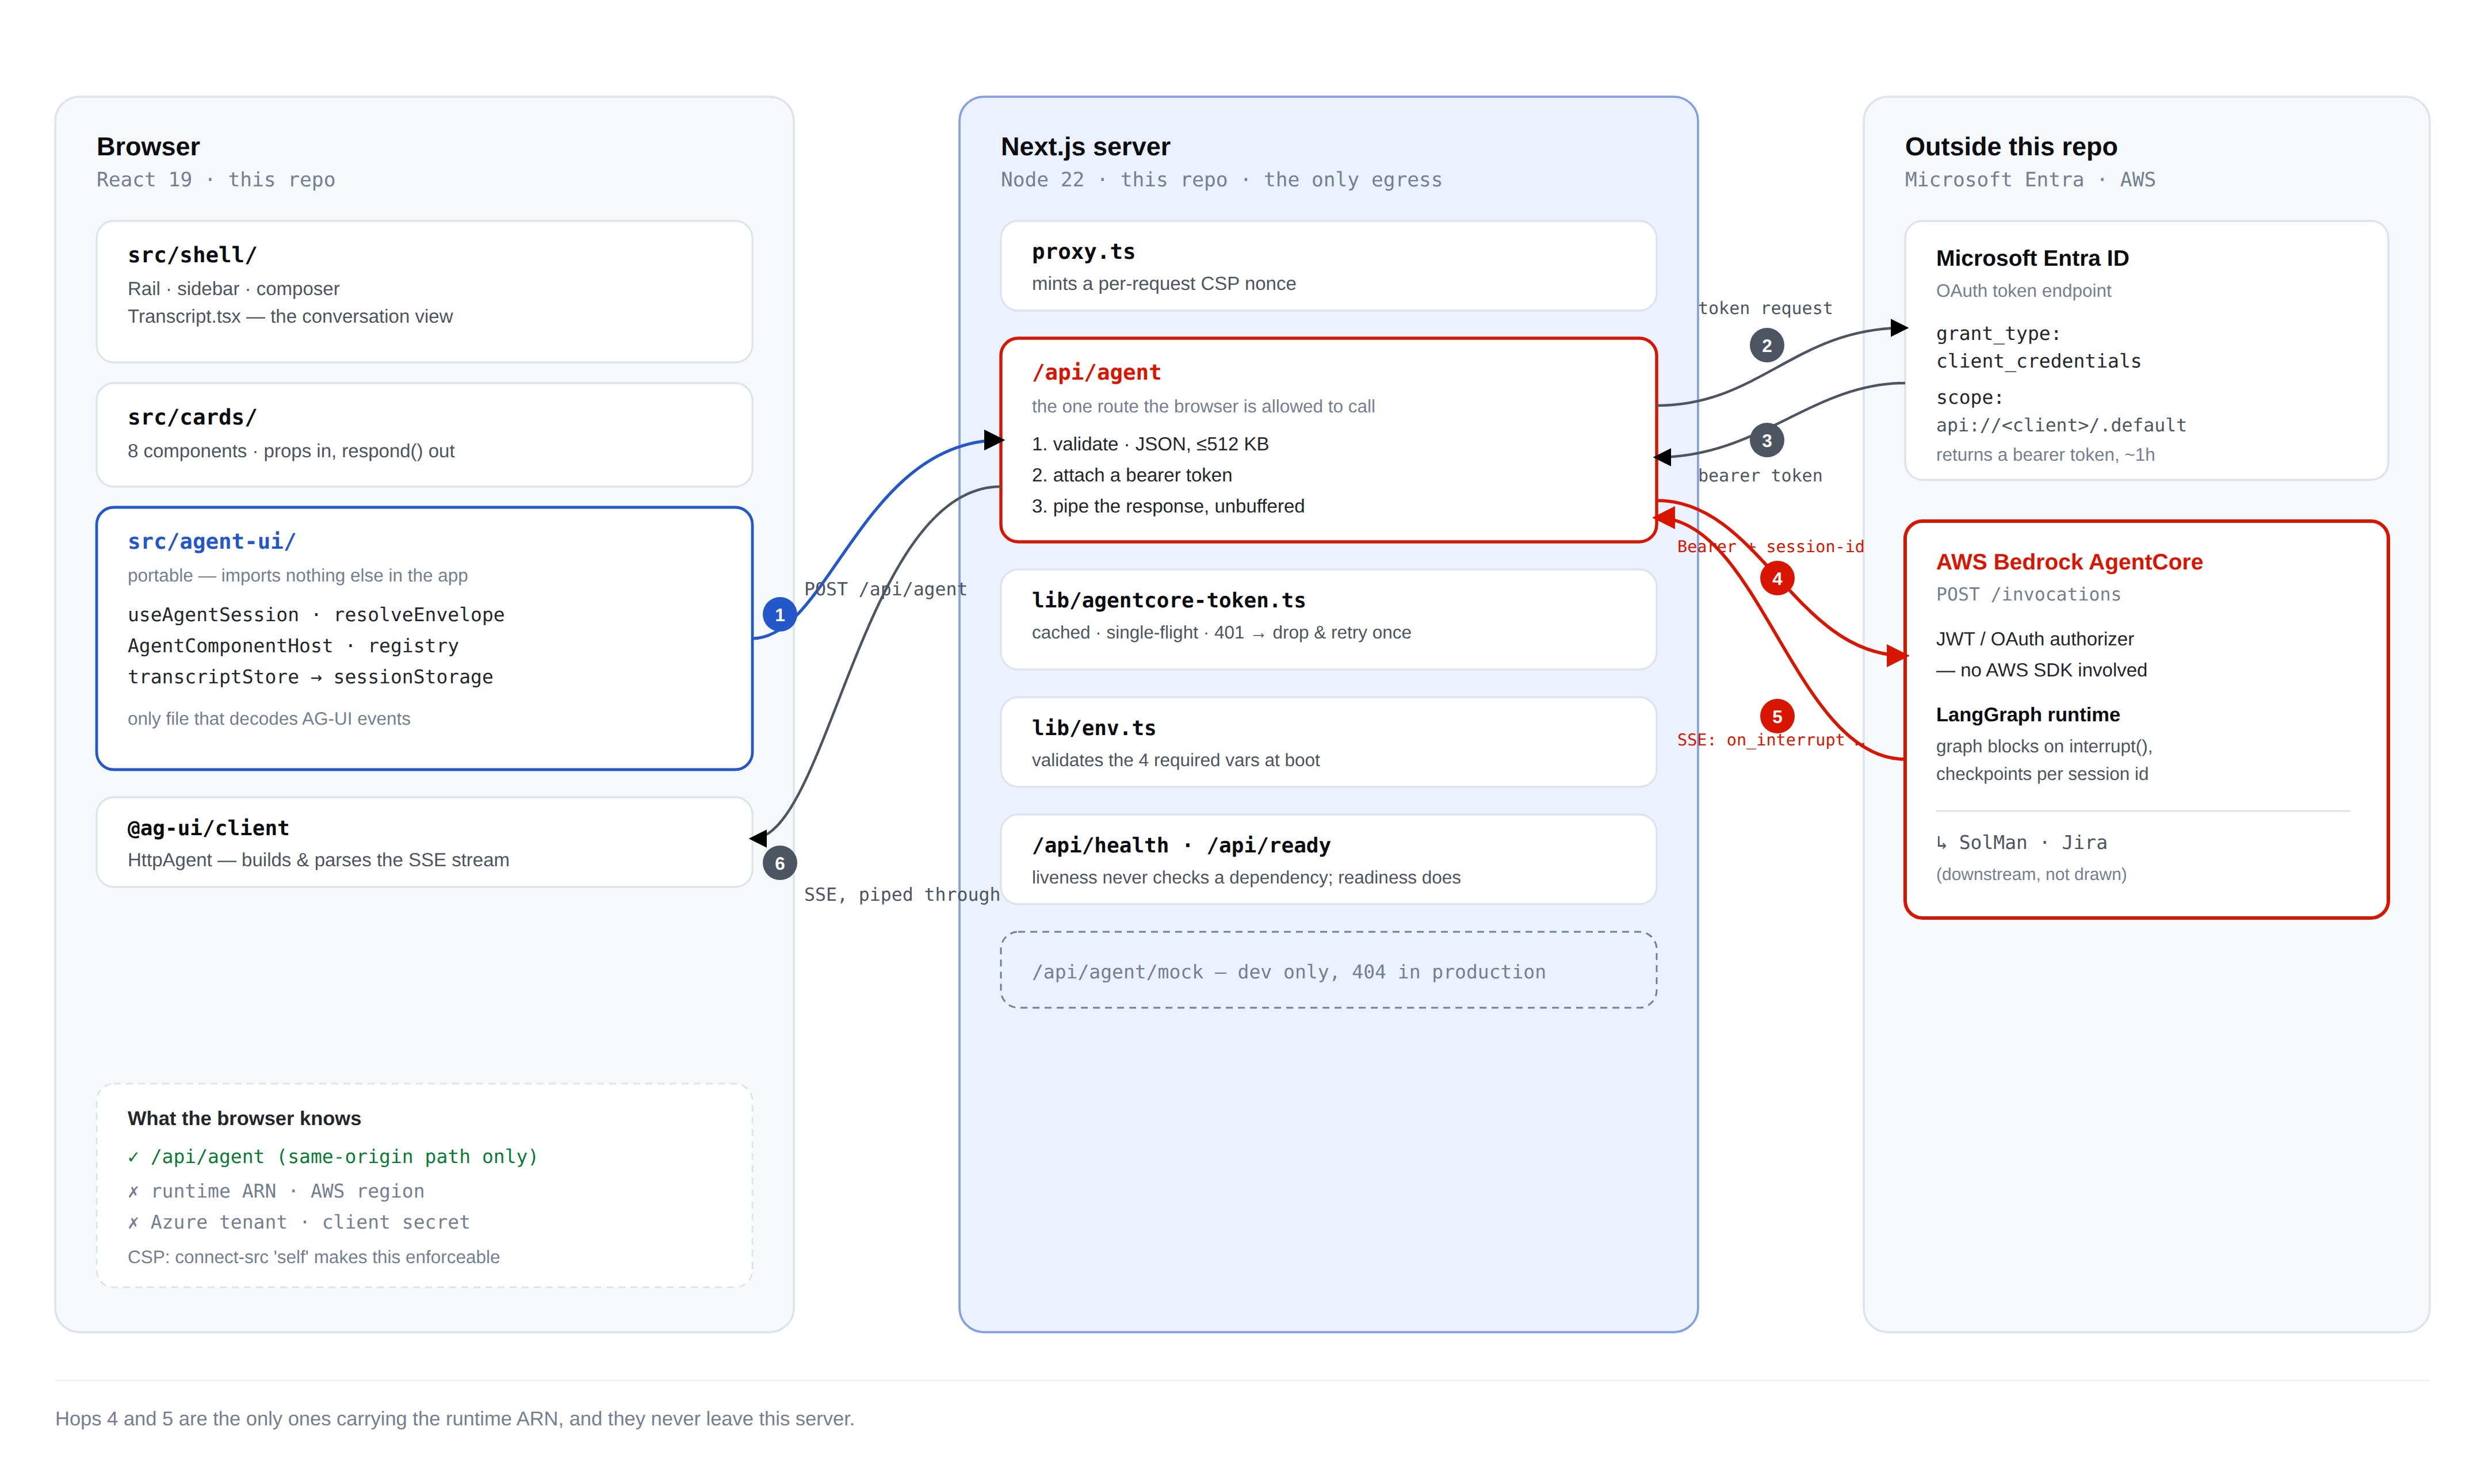 Browser
React 19 · this repo
src/shell/
Rail · sidebar · composer
Transcript.tsx — the conversation view
src/cards/
8 components · props in, respond() out
src/agent-ui/
portable — imports nothing else in the app
useAgentSession · resolveEnvelope
AgentComponentHost · registry
transcriptStore → sessionStorage
only file that decodes AG-UI events
@ag-ui/client
HttpAgent — builds & parses the SSE stream
What the browser knows
✓ /api/agent (same-origin path only)
✗ runtime ARN · AWS region
✗ Azure tenant · client secret
CSP: connect-src 'self' makes this enforceable
1
POST /api/agent
6
SSE, piped through
Next.js server
Node 22 · this repo · the only egress
proxy.ts
mints a per-request CSP nonce
/api/agent
the one route the browser is allowed to call
1. validate · JSON, ≤512 KB
2. attach a bearer token
3. pipe the response, unbuffered
lib/agentcore-token.ts
cached · single-flight · 401 → drop & retry once
lib/env.ts
validates the 4 required vars at boot
/api/health · /api/ready
liveness never checks a dependency; readiness does
/api/agent/mock — dev only, 404 in production
token request
2
3
bearer token
Bearer + session-id
4
5
SSE: on_interrupt
Outside this repo
Microsoft Entra · AWS
Microsoft Entra ID
OAuth token endpoint
grant_type:
client_credentials
scope:
api://<client>/.default
returns a bearer token, ~1h
AWS Bedrock AgentCore
POST /invocations
JWT / OAuth authorizer
— no AWS SDK involved
LangGraph runtime
graph blocks on interrupt(),
checkpoints per session id
↳ SolMan · Jira
(downstream, not drawn)
Hops 4 and 5 are the only ones carrying the runtime ARN, and they never leave this server.